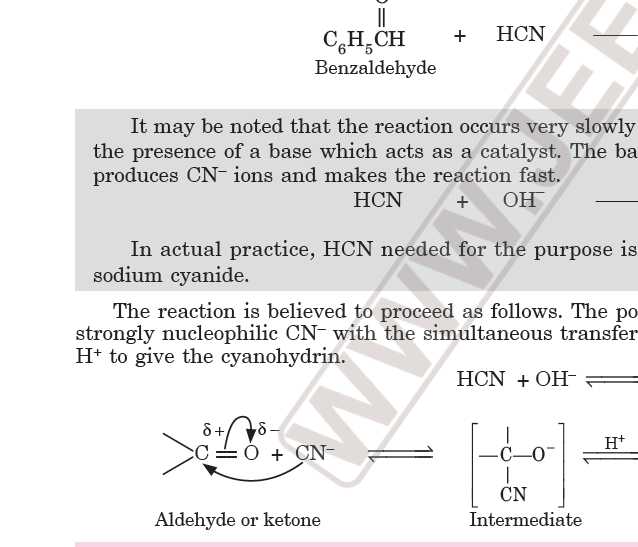 O
||
C₆H₅CH + HCN
Benzaldehyde
It may be noted that the reaction occurs very slowly
the presence of a base which acts as a catalyst. The ba
produces CN⁻ ions and makes the reaction fast.
HCN + OH⁻
In actual practice, HCN needed for the purpose is
sodium cyanide.
The reaction is believed to proceed as follows. The po
strongly nucleophilic CN⁻ with the simultaneous transfer
H⁺ to give the cyanohydrin.
HCN + OH⁻ ⇌
δ+ δ−
C=O + CN⁻ ⇌ [—C—O⁻] H⁺ ⇌
CN
Aldehyde or ketone Intermediate
WWW.JEE